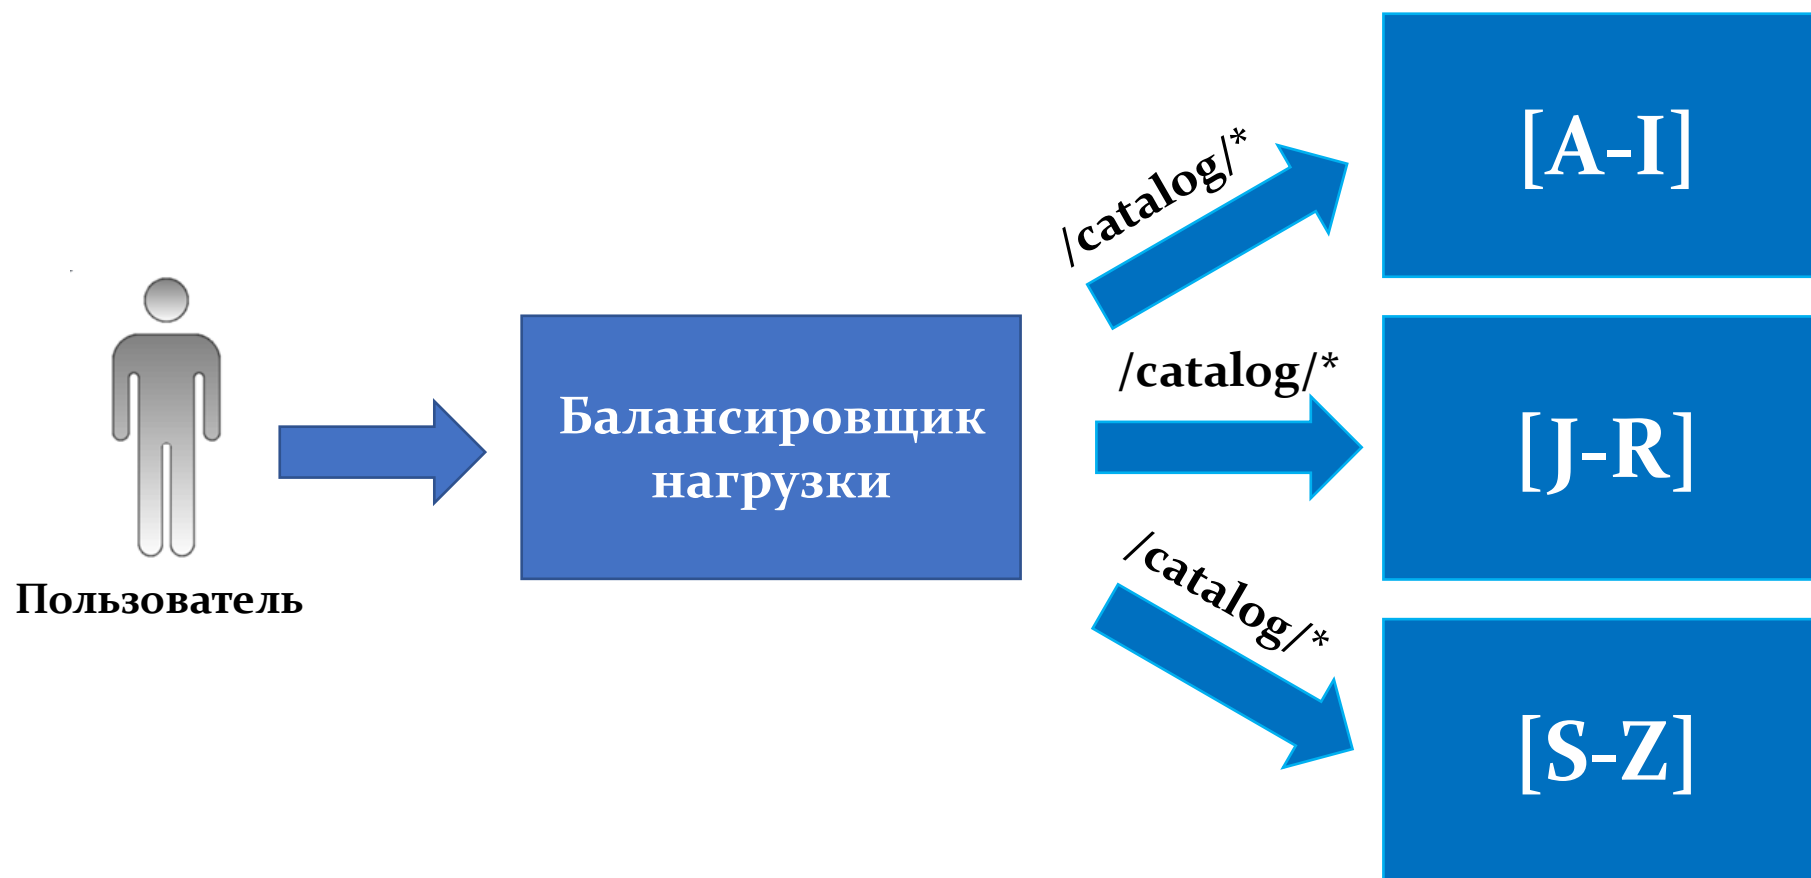 Пользователь
Балансировщик
нагрузки
/catalog/*
/catalog/*
/catalog/*
[A-I]
[J-R]
[S-Z]